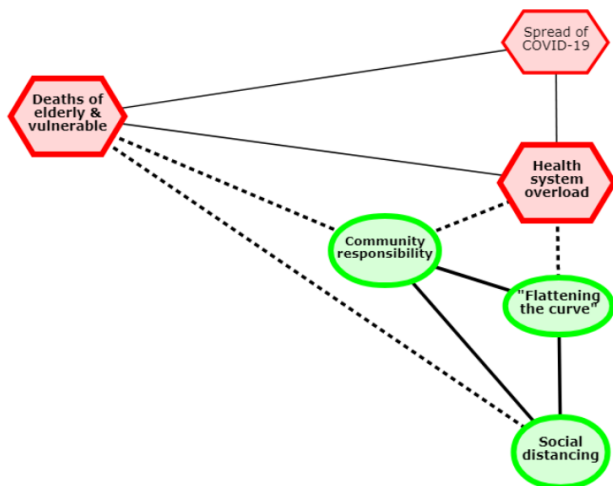 Spread of
COVID-19
Deaths of
elderly &
vulnerable
Health
system
overload
Community
responsibility
"Flattening
the curve"
Social
distancing